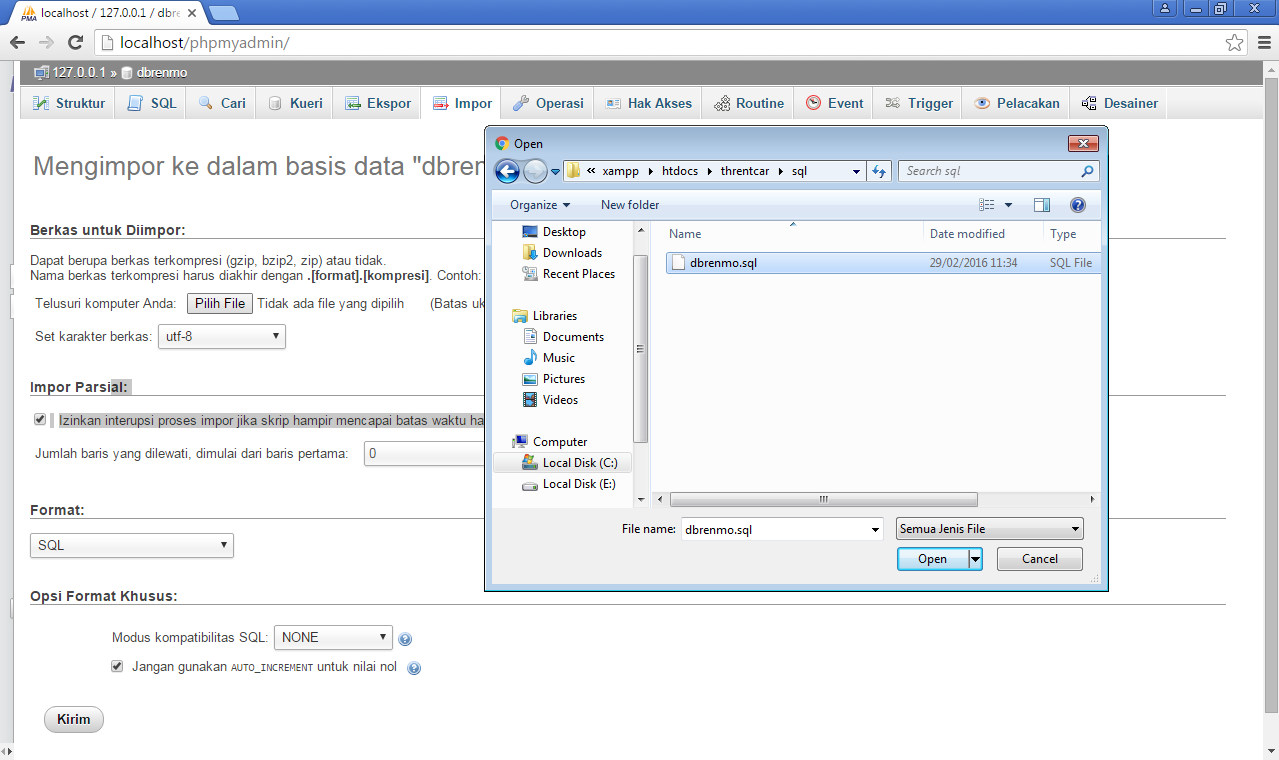 localhost / 127.0.0.1 / dbre
localhost/phpmyadmin/
127.0.0.1 » dbrenmo
Struktur SQL Cari Kueri Ekspor Impor Operasi Hak Akses Routine Event Trigger Pelacakan Desainer
Mengimpor ke dalam basis data "dbren
Berkas untuk Diimpor:
Dapat berupa berkas terkompresi (gzip, bzip2, zip) atau tidak.
Nama berkas terkompresi harus diakhir dengan .[format].[kompresi]. Contoh:
Telusuri komputer Anda: Pilih File Tidak ada file yang dipilih (Batas uk
Set karakter berkas: utf-8
Impor Parsial:
Izinkan interupsi proses impor jika skrip hampir mencapai batas waktu ha
Jumlah baris yang dilewati, dimulai dari baris pertama: 0
Format:
SQL
Opsi Format Khusus:
Modus kompatibilitas SQL: NONE
Jangan gunakan AUTO_INCREMENT untuk nilai nol
Kirim
Open
« xampp htdocs threntcar sql Search sql
Organize New folder
Name Date modified Type
dbrenmo.sql 29/02/2016 11:34 SQL File
Desktop
Downloads
Recent Places
Libraries
Documents
Music
Pictures
Videos
Computer
Local Disk (C:)
Local Disk (E:)
File name: dbrenmo.sql Semua Jenis File
Open Cancel